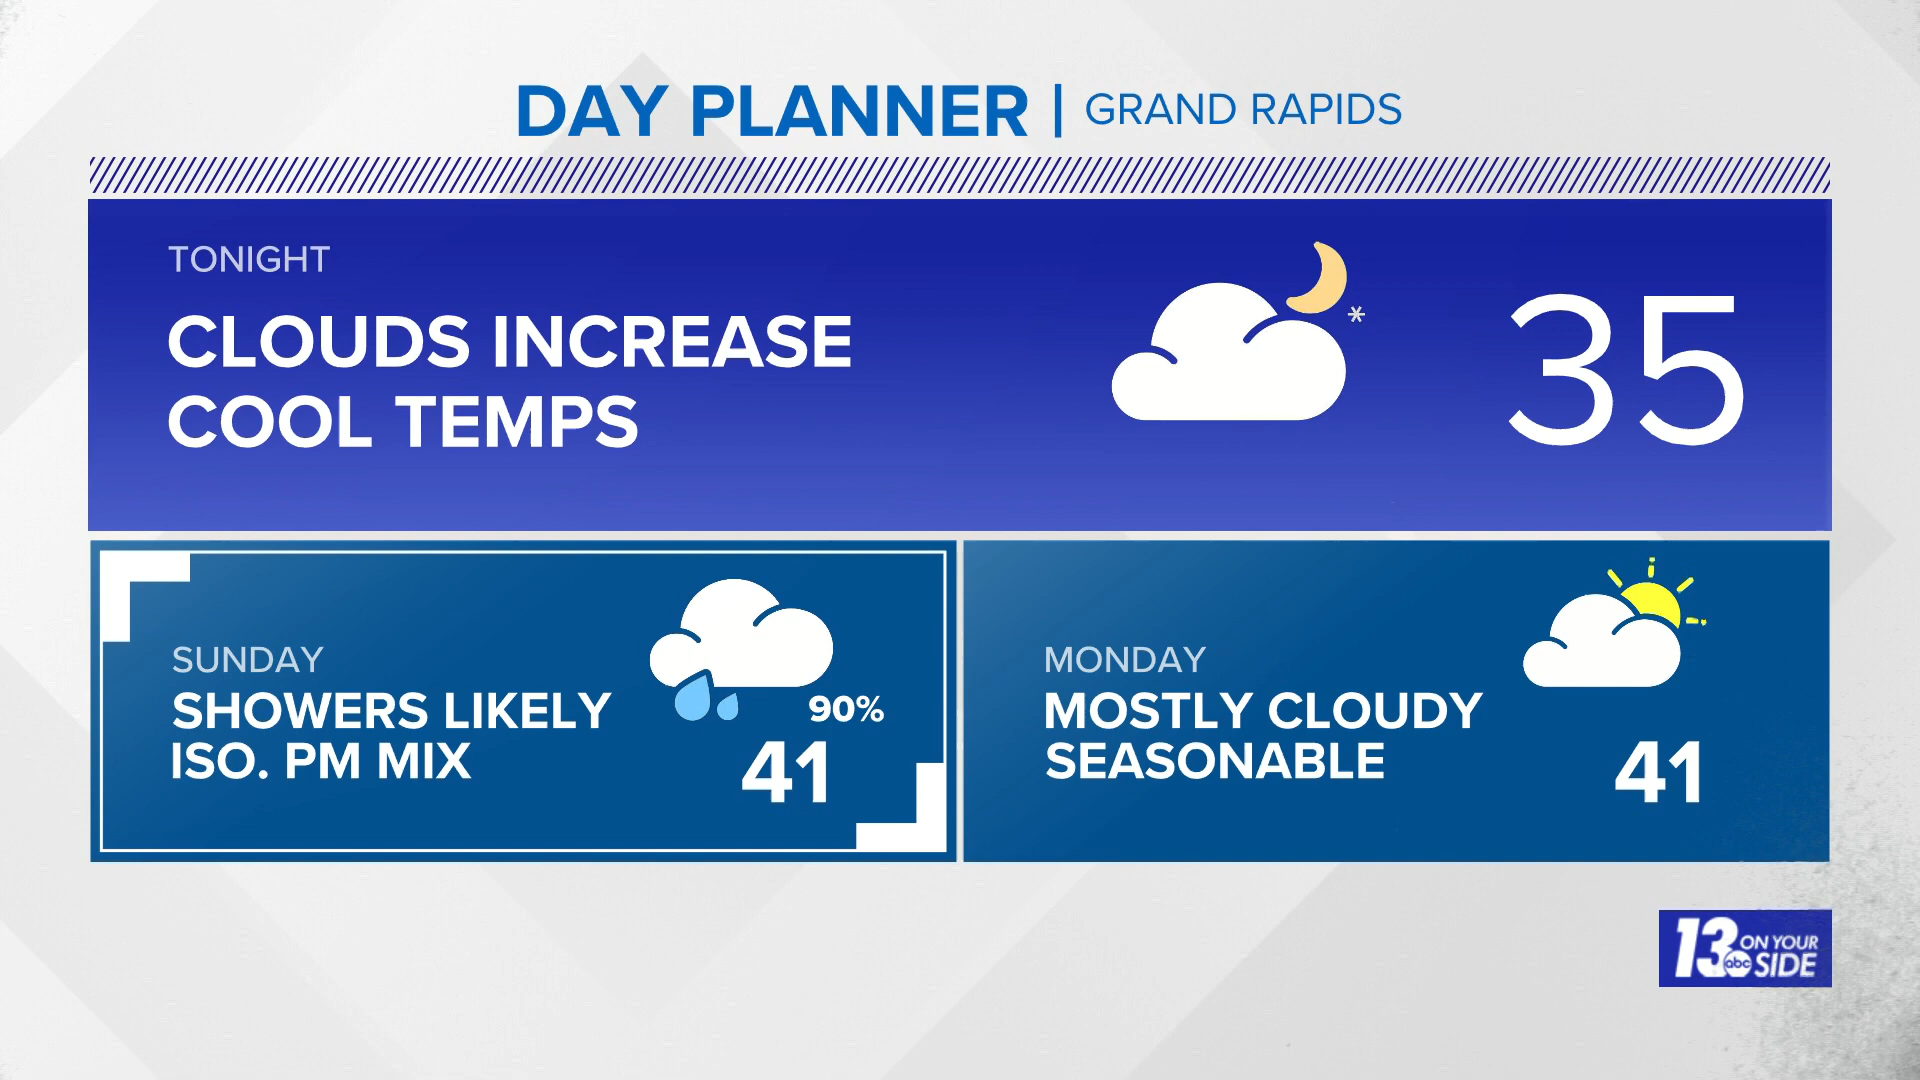 DAY PLANNER | GRAND RAPIDS
TONIGHT
CLOUDS INCREASE
COOL TEMPS
35
SUNDAY
SHOWERS LIKELY
ISO. PM MIX
90%
41
MONDAY
MOSTLY CLOUDY
SEASONABLE
41
13 ON YOUR
abc SIDE